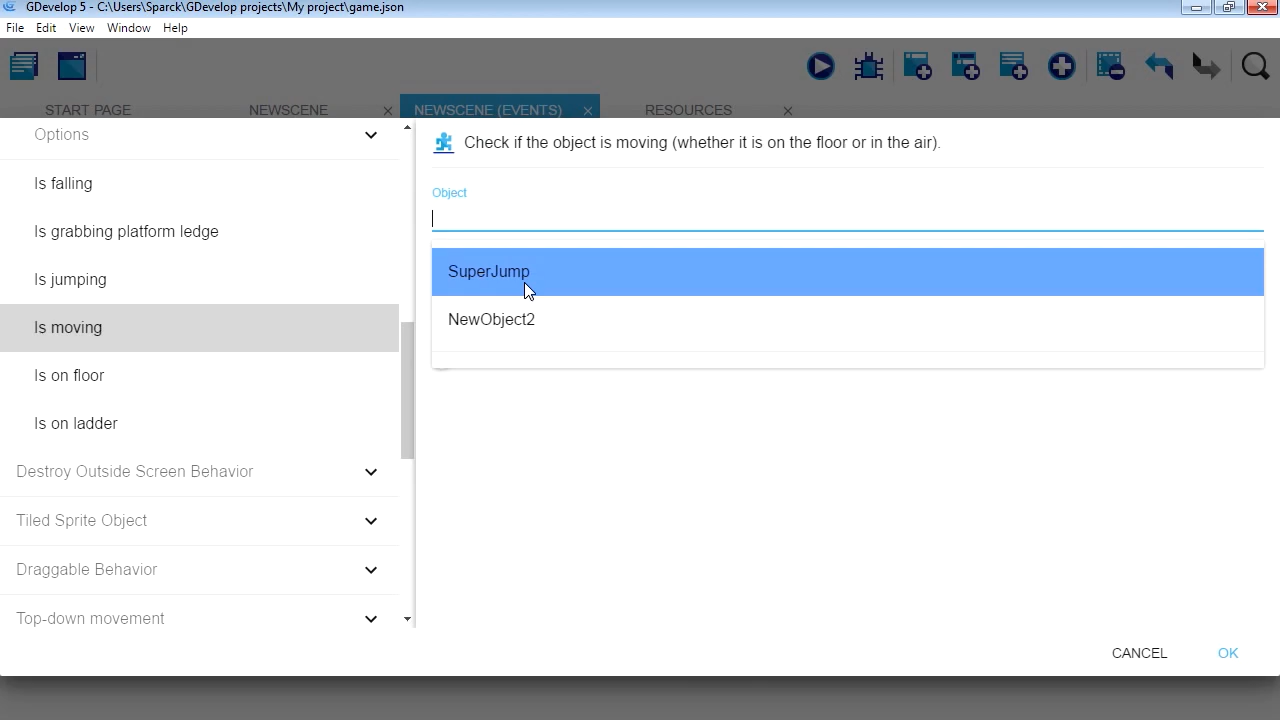 GDevelop 5 - C:\Users\Sparck\GDevelop projects\My project\game.json
File Edit View Window Help
START PAGE NEWSCENE NEWSCENE (EVENTS) RESOURCES
Options
Is falling
Is grabbing platform ledge
Is jumping
Is moving
Is on floor
Is on ladder
Destroy Outside Screen Behavior
Tiled Sprite Object
Draggable Behavior
Top-down movement
Check if the object is moving (whether it is on the floor or in the air).
Object
SuperJump
NewObject2
CANCEL OK